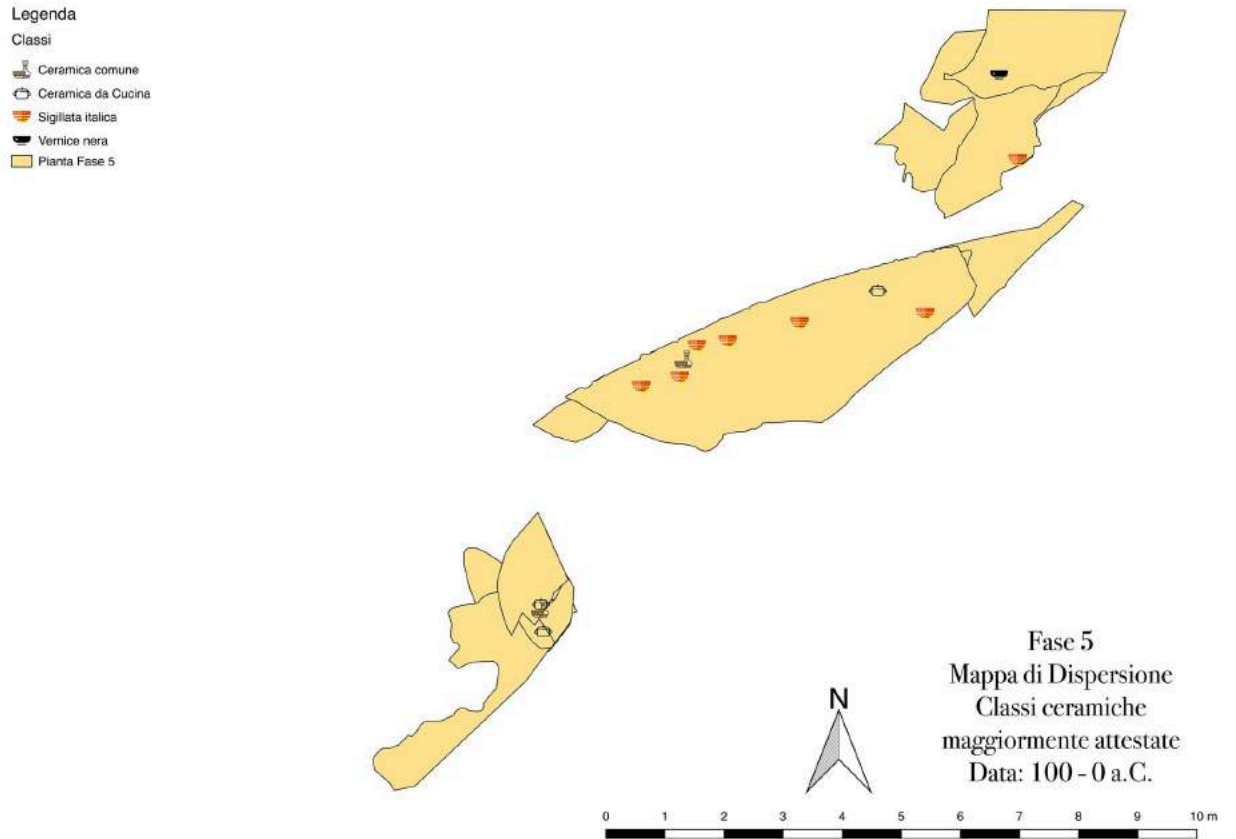 Legenda
Classi
Ceramica comune
Ceramica da Cucina
Sigillata italica
Vernice nera
Pianta Fase 5
N
Fase 5
Mappa di Dispersione
Classi ceramiche
maggiormente attestate
Data: 100 - 0 a.C.
0 1 2 3 4 5 6 7 8 9 10 m